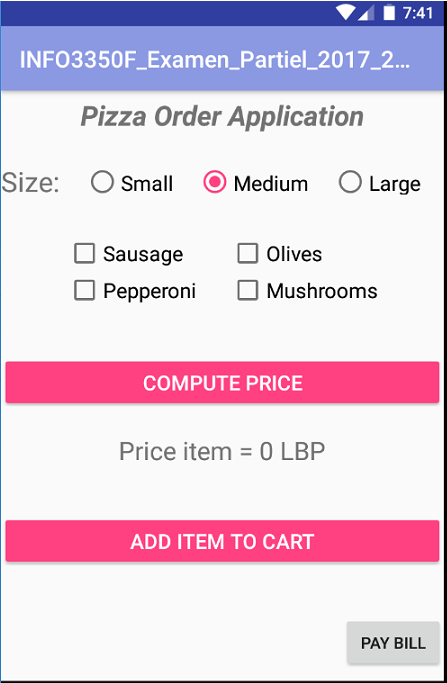 7:41
INFO3350F_Examen_Partiel_2017_2...
Pizza Order Application
Size: Small Medium Large
Sausage Olives
Pepperoni Mushrooms
COMPUTE PRICE
Price item = 0 LBP
ADD ITEM TO CART
PAY BILL